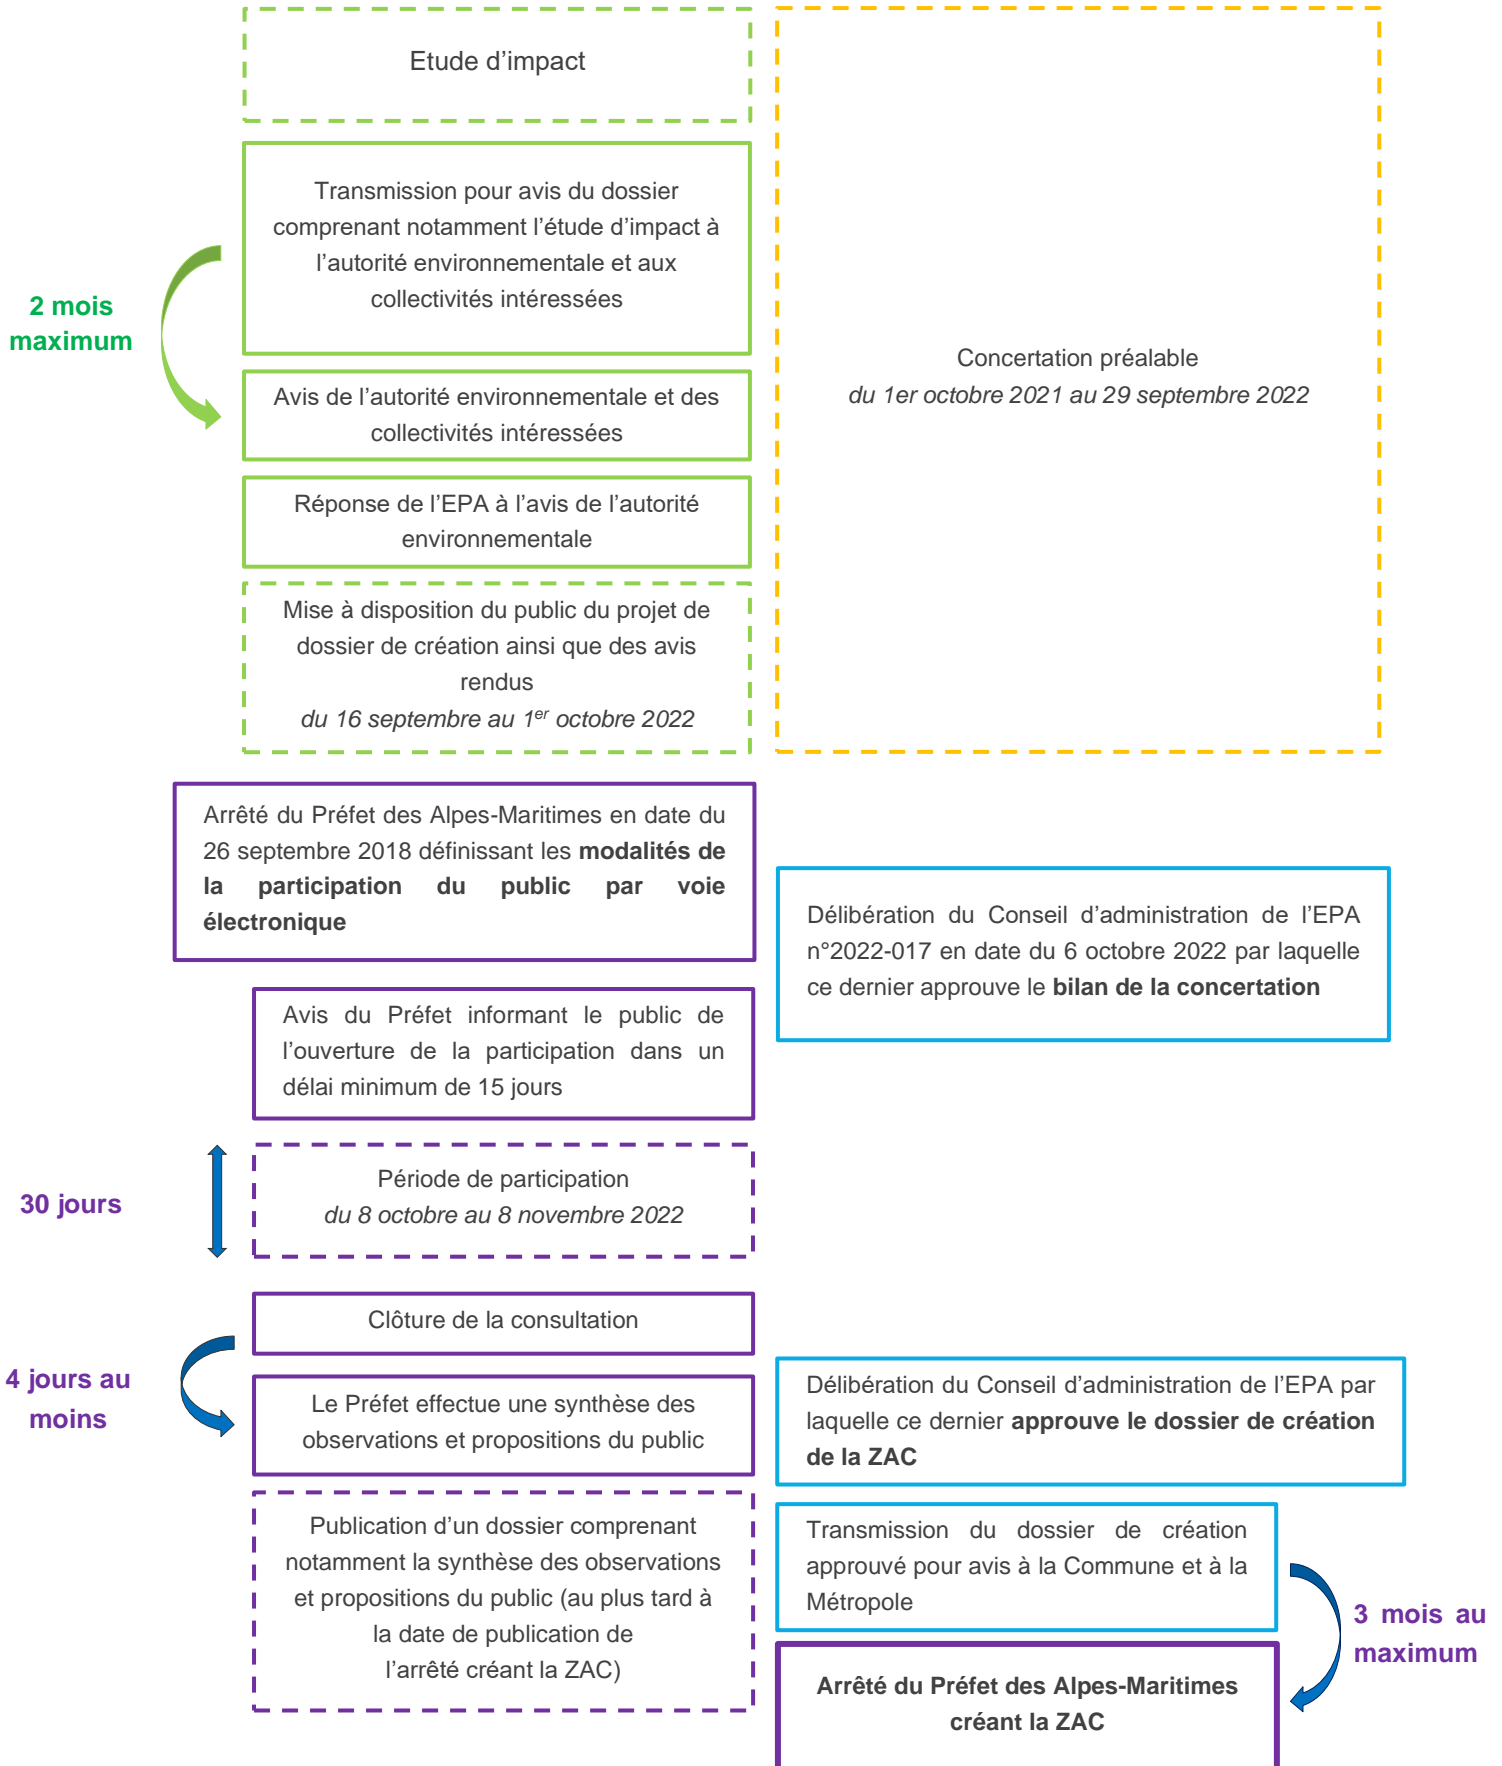 Etude d’impact
Transmission pour avis du dossier
comprenant notamment l’étude d’impact à
l’autorité environnementale et aux
collectivités intéressées
2 mois
maximum
Avis de l’autorité environnementale et des
collectivités intéressées
Réponse de l’EPA à l’avis de l’autorité
environnementale
Mise à disposition du public du projet de
dossier de création ainsi que des avis
rendus
du 16 septembre au 1er octobre 2022
Concertation préalable
du 1er octobre 2021 au 29 septembre 2022
Arrêté du Préfet des Alpes-Maritimes en date du
26 septembre 2018 définissant les modalités de
la participation du public par voie
électronique
Délibération du Conseil d’administration de l’EPA
n°2022-017 en date du 6 octobre 2022 par laquelle
ce dernier approuve le bilan de la concertation
Avis du Préfet informant le public de
l’ouverture de la participation dans un
délai minimum de 15 jours
30 jours
Période de participation
du 8 octobre au 8 novembre 2022
Clôture de la consultation
4 jours au
moins
Le Préfet effectue une synthèse des
observations et propositions du public
Délibération du Conseil d’administration de l’EPA par
laquelle ce dernier approuve le dossier de création
de la ZAC
Publication d’un dossier comprenant
notamment la synthèse des observations
et propositions du public (au plus tard à
la date de publication de
l’arrêté créant la ZAC)
Transmission du dossier de création
approuvé pour avis à la Commune et à la
Métropole
3 mois au
maximum
Arrêté du Préfet des Alpes-Maritimes
créant la ZAC